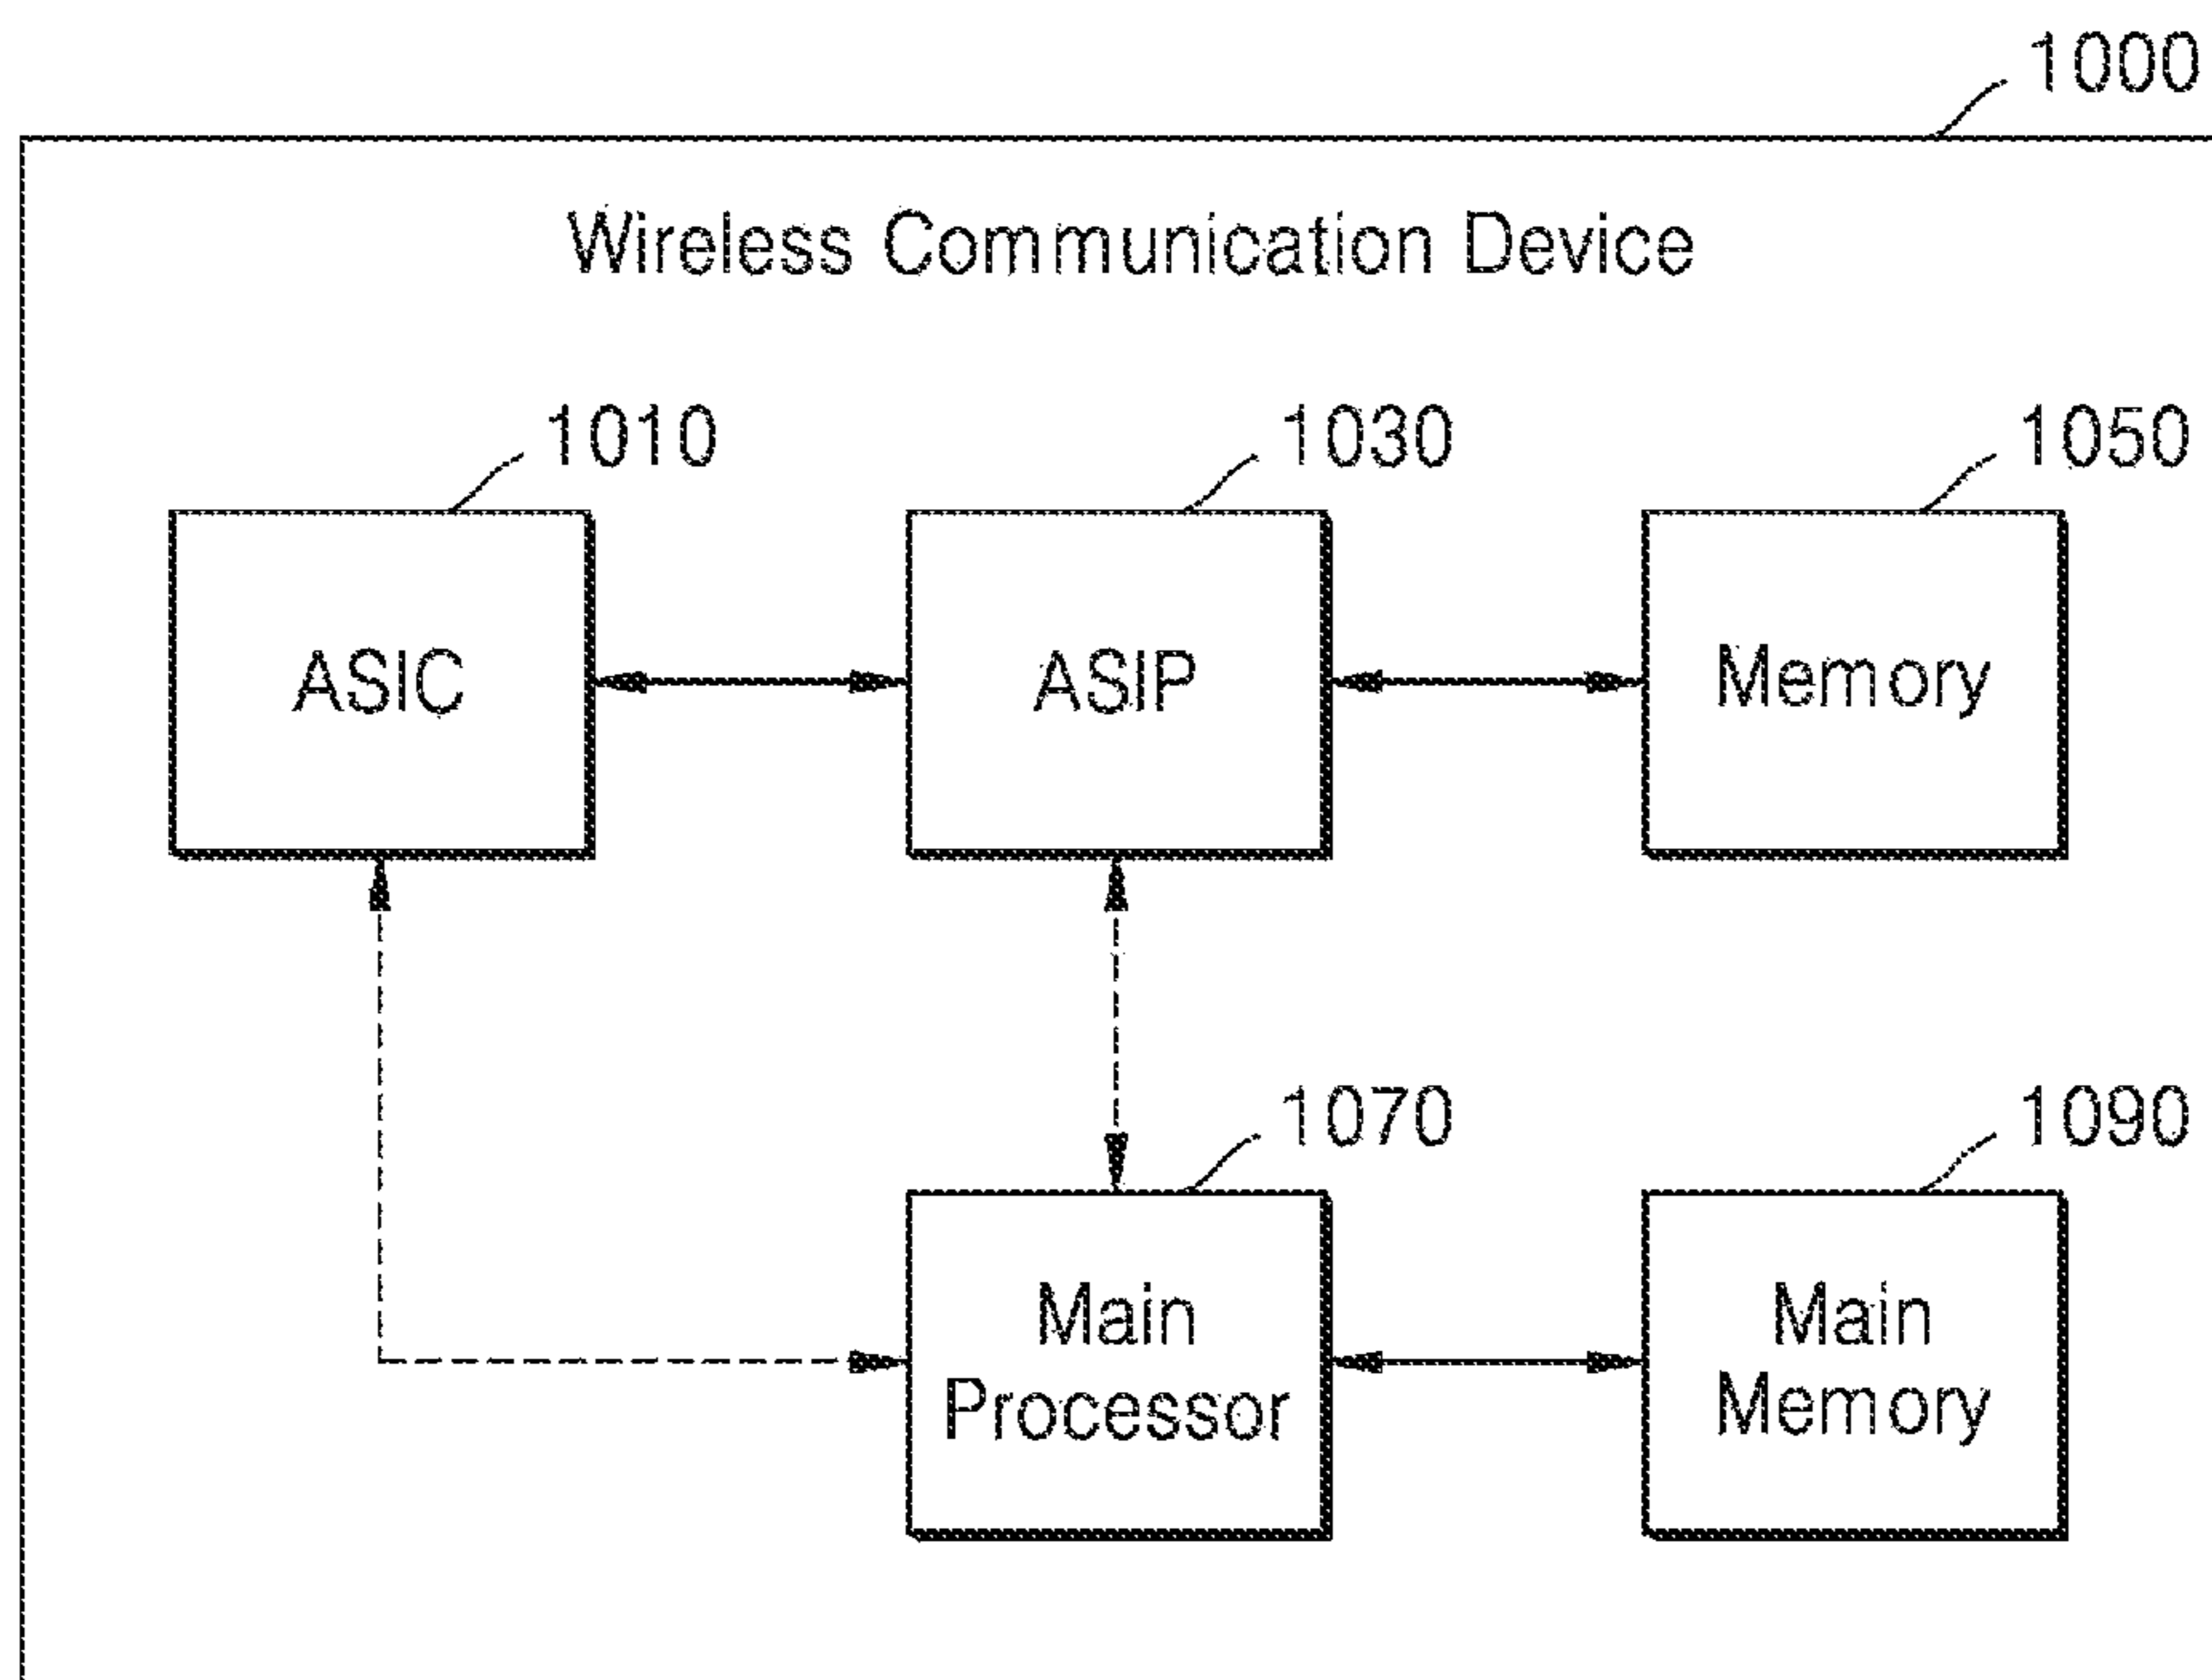 1000
Wireless Communication Device
1010
1030
1050
ASIC
ASIP
Memory
1070
1090
Main
Processor
Main
Memory